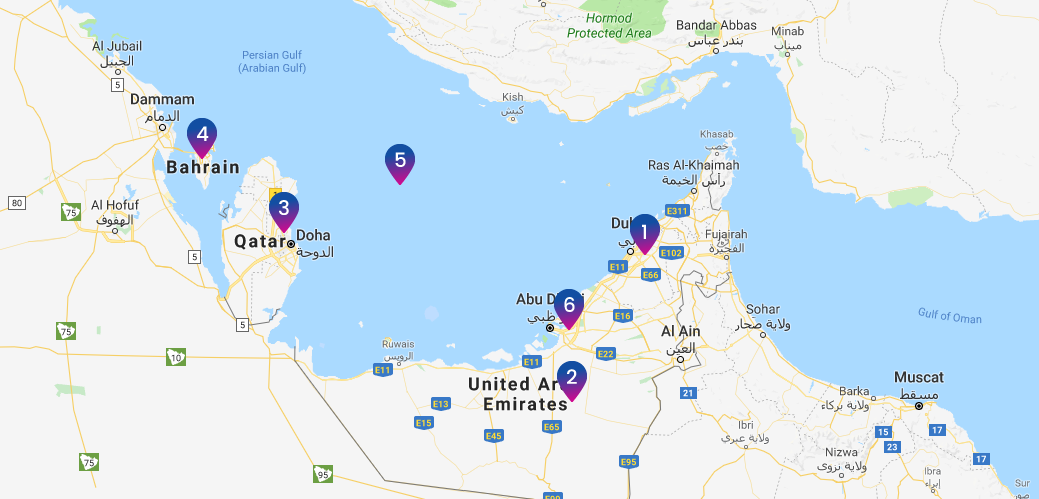 Hormod
Protected Area
Bandar Abbas
بندر عباس
Minab
میناب
Al Jubail
الجبيل
Persian Gulf
(Arabian Gulf)
5
Kish
کیش
Dammam
الدمام
4
Bahrain
5
Khasab
خصب
Ras Al-Khaimah
رأس الخيمة
80
75
Al Hofuf
الهفوف
3
Qatar
Doha
الدوحة
E311
1
E102
Fujairah
الفجيرة
5
E11
E66
6
E16
Sohar
ولاية صحار
Gulf of Oman
5
75
10
Ruwais
الرويس
Al Ain
العين
E11
E11
E22
2
United Ar
Emirates
21
Muscat
مسقط
Barka
ولاية بركاء
E13
E15
E45
E65
Ibri
ولاية عبري
15
17
23
17
Nizwa
ولاية نزوى
75
95
E95
Ibra
إبراء
Sur